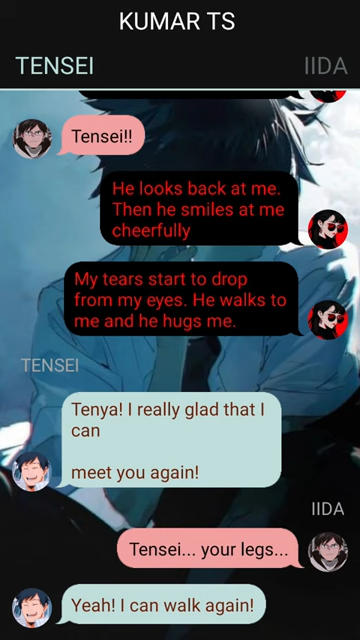 KUMAR TS
TENSEI IIDA
Tensei!!
He looks back at me.
Then he smiles at me
cheerfully
My tears start to drop
from my eyes. He walks to
me and he hugs me.
TENSEI
Tenya! I really glad that I
can
meet you again!
IIDA
Tensei... your legs...
Yeah! I can walk again!